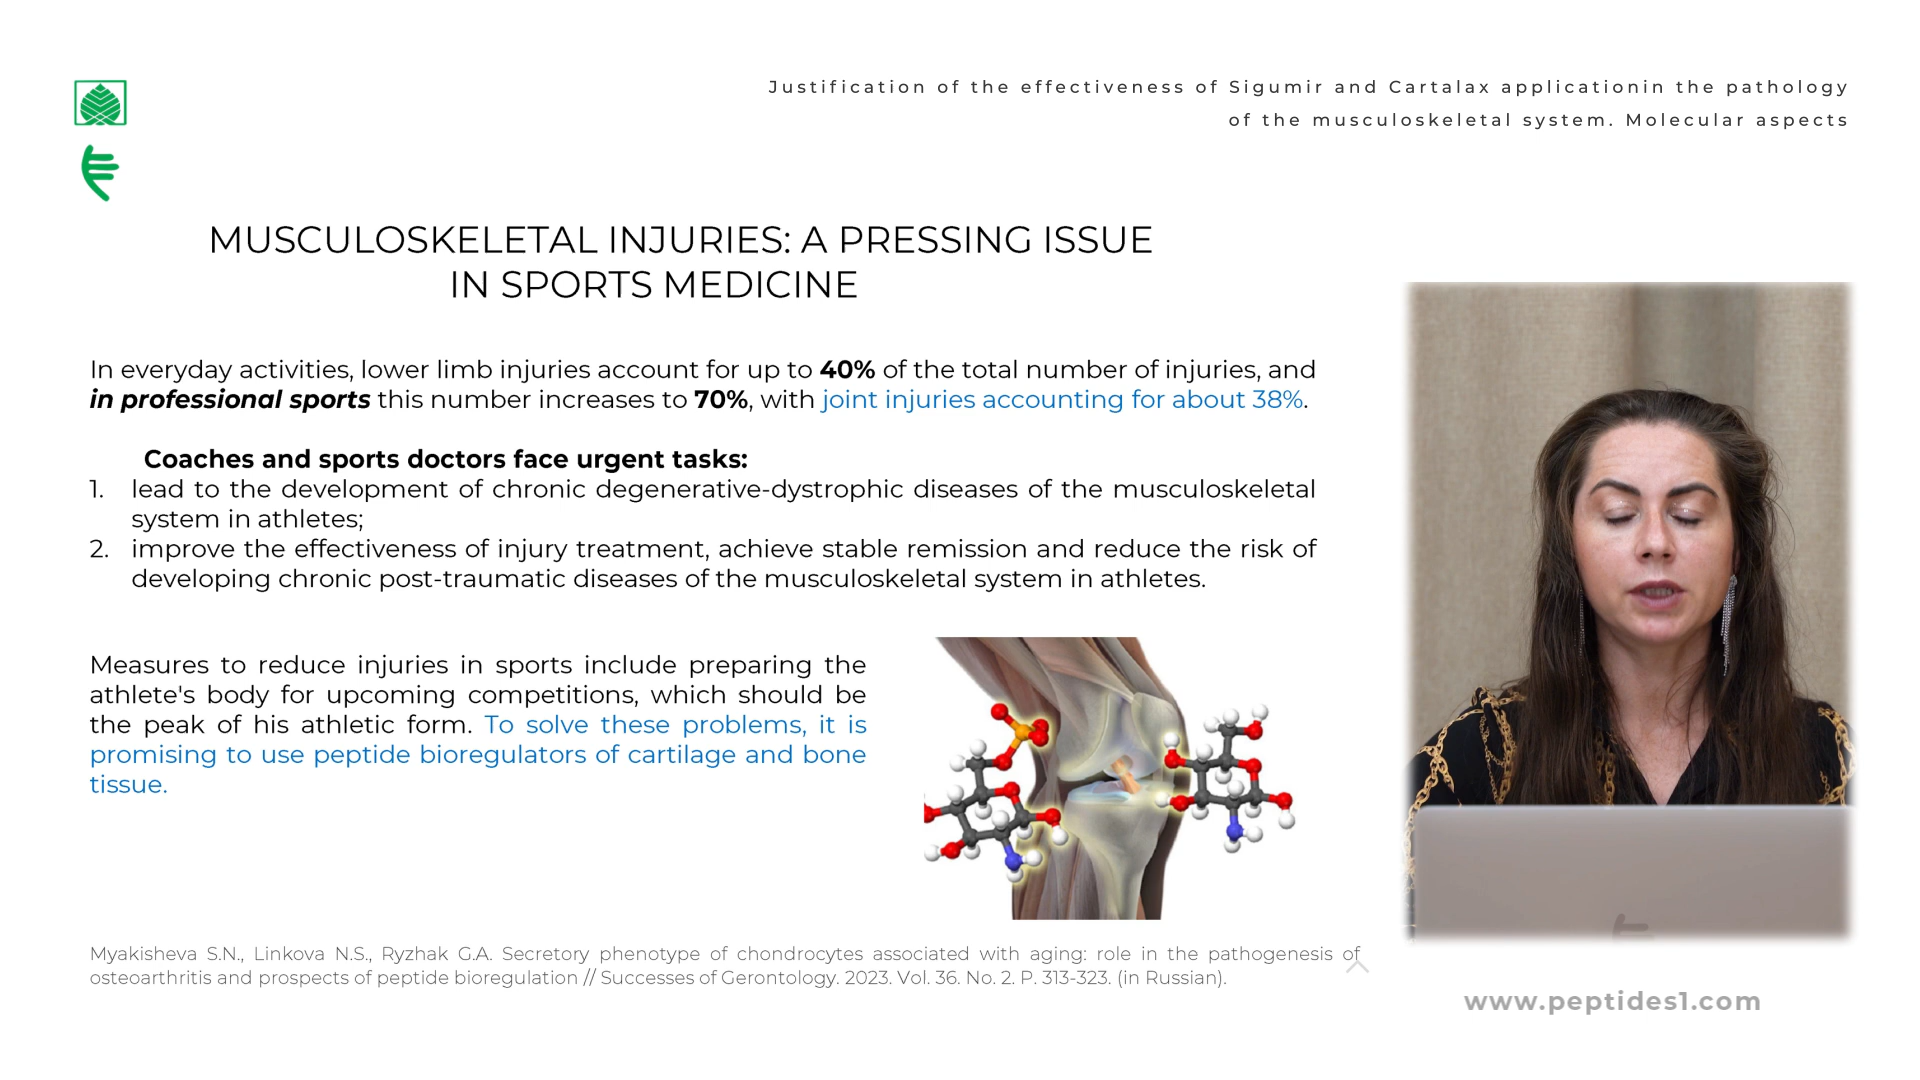 Justification of the effectiveness of Sigumir and Cartalax applicationin the pathology
of the musculoskeletal system. Molecular aspects
MUSCULOSKELETAL INJURIES: A PRESSING ISSUE
IN SPORTS MEDICINE
In everyday activities, lower limb injuries account for up to 40% of the total number of injuries, and
in professional sports this number increases to 70%, with joint injuries accounting for about 38%.
Coaches and sports doctors face urgent tasks:
1. lead to the development of chronic degenerative-dystrophic diseases of the musculoskeletal
system in athletes;
2. improve the effectiveness of injury treatment, achieve stable remission and reduce the risk of
developing chronic post-traumatic diseases of the musculoskeletal system in athletes.
Measures to reduce injuries in sports include preparing the
athlete's body for upcoming competitions, which should be
the peak of his athletic form. To solve these problems, it is
promising to use peptide bioregulators of cartilage and bone
tissue.
Myakisheva S.N., Linkova N.S., Ryzhak G.A. Secretory phenotype of chondrocytes associated with aging: role in the pathogenesis of
osteoarthritis and prospects of peptide bioregulation // Successes of Gerontology. 2023. Vol. 36. No. 2. P. 313-323. (in Russian).
www.peptides1.com